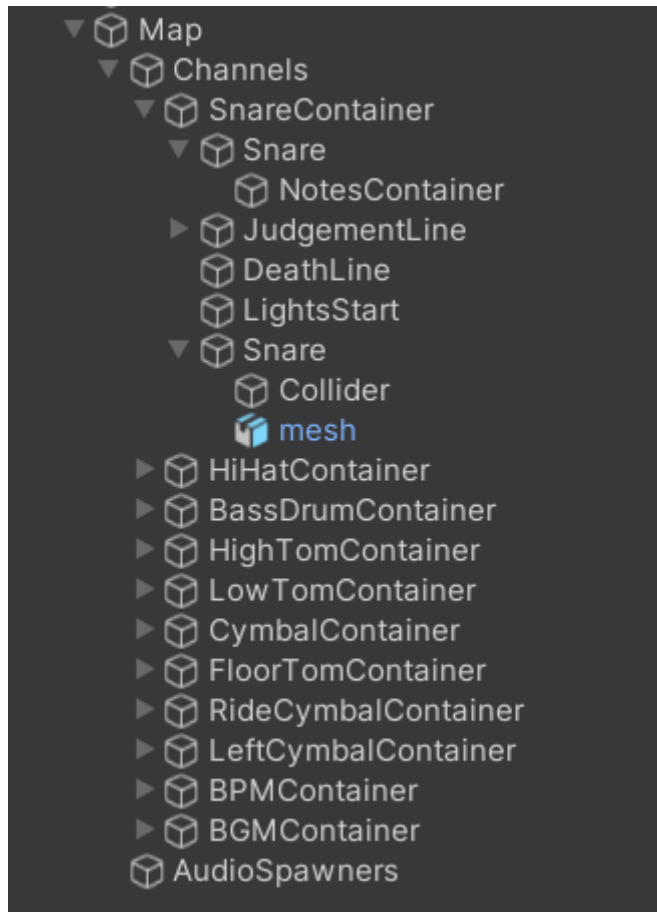 Map
Channels
SnareContainer
Snare
NotesContainer
JudgementLine
DeathLine
LightsStart
Snare
Collider
mesh
HiHatContainer
BassDrumContainer
HighTomContainer
LowTomContainer
CymbalContainer
FloorTomContainer
RideCymbalContainer
LeftCymbalContainer
BPMContainer
BGMContainer
AudioSpawners